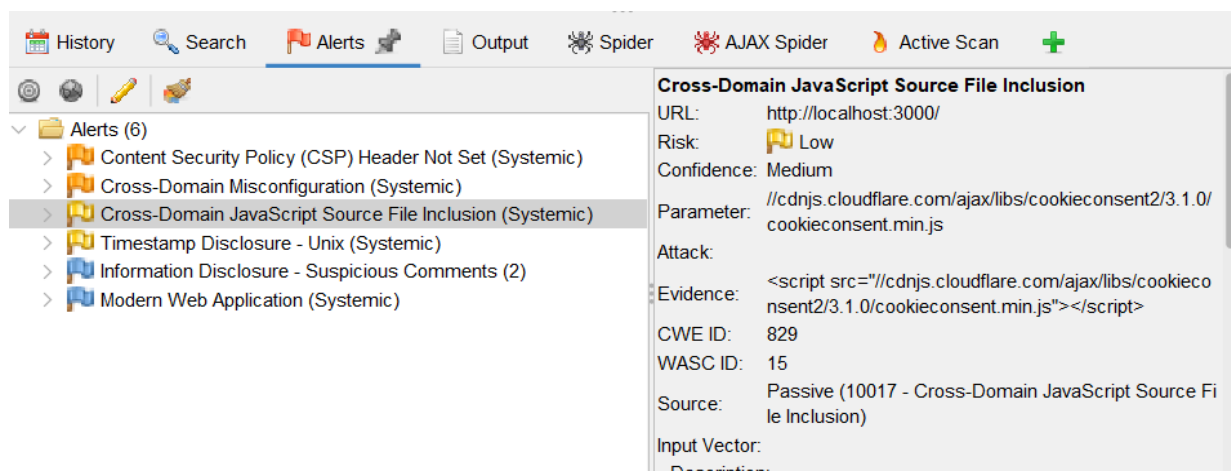 History Search Alerts Output Spider AJAX Spider Active Scan
Alerts (6)
Content Security Policy (CSP) Header Not Set (Systemic)
Cross-Domain Misconfiguration (Systemic)
Cross-Domain JavaScript Source File Inclusion (Systemic)
Timestamp Disclosure - Unix (Systemic)
Information Disclosure - Suspicious Comments (2)
Modern Web Application (Systemic)
Cross-Domain JavaScript Source File Inclusion
URL: http://localhost:3000/
Risk: Low
Confidence: Medium
Parameter: //cdnjs.cloudflare.com/ajax/libs/cookieconsent2/3.1.0/
cookieconsent.min.js
Attack:
Evidence: <script src="//cdnjs.cloudflare.com/ajax/libs/cookieco
nsent2/3.1.0/cookieconsent.min.js"></script>
CWE ID: 829
WASC ID: 15
Source: Passive (10017 - Cross-Domain JavaScript Source Fi
le Inclusion)
Input Vector:
Description: